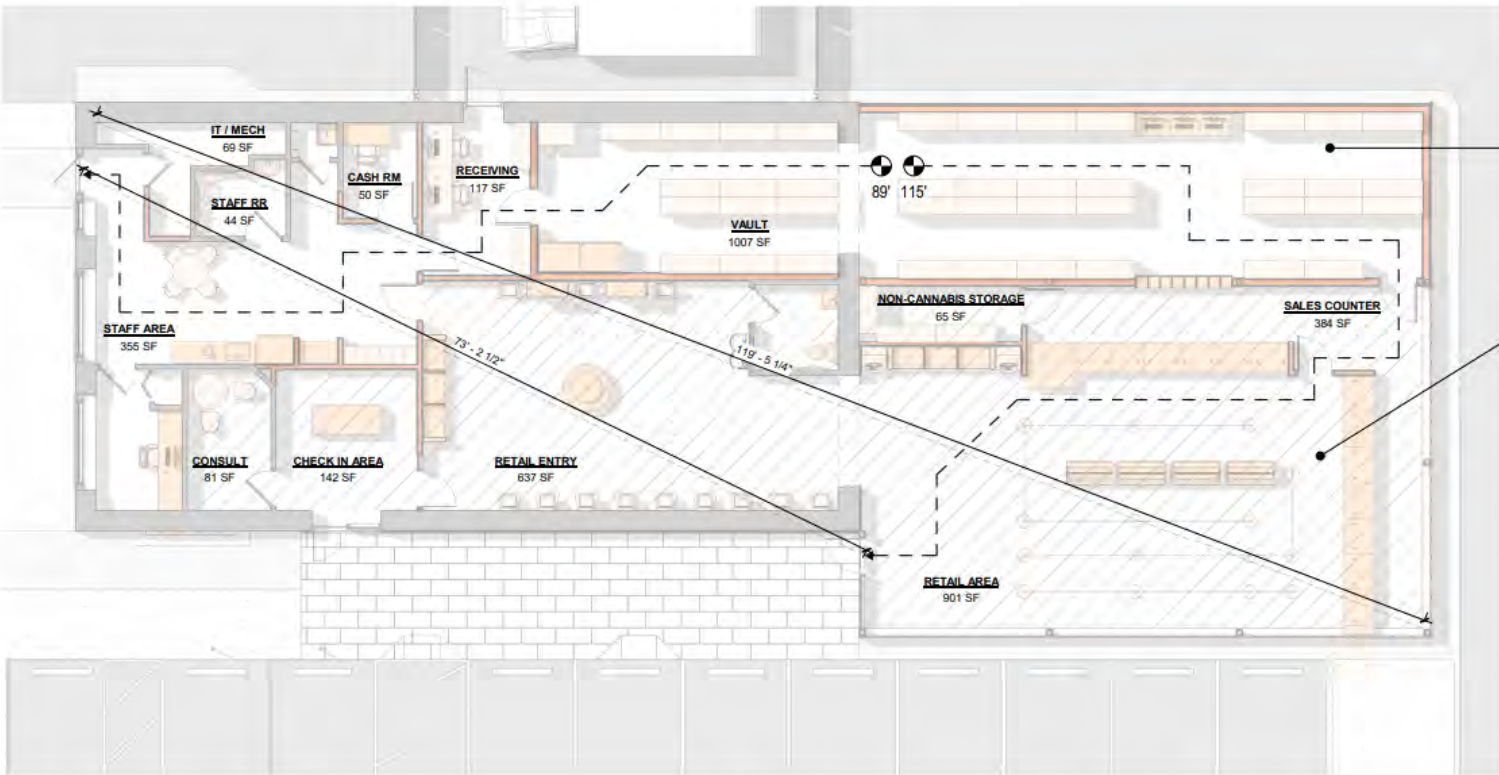 IT / MECH
69 SF
CASH RM
50 SF
RECEIVING
117 SF
STAFF RR
44 SF
89' 115'
VAULT
1007 SF
NON-CANNABIS STORAGE
65 SF
SALES COUNTER
384 SF
STAFF AREA
355 SF
73' - 2 1/2"
119' - 5 1/4"
CONSULT
81 SF
CHECK IN AREA
142 SF
RETAIL ENTRY
637 SF
RETAIL AREA
901 SF